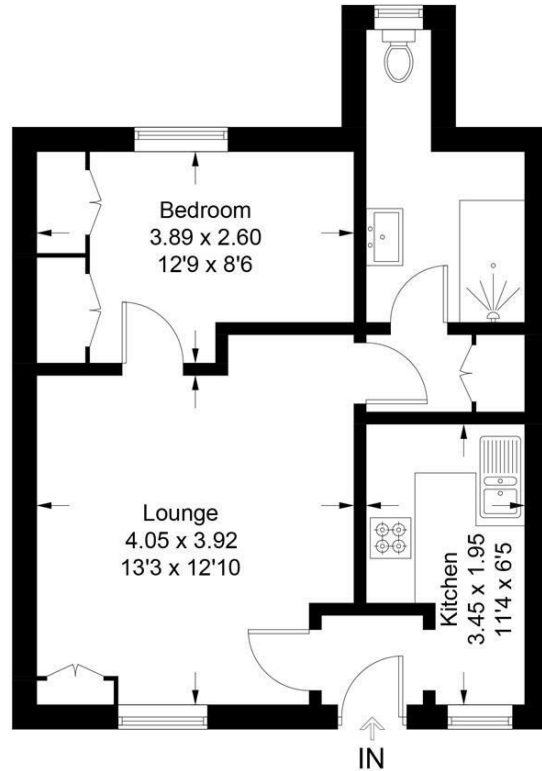 Bedroom
3.89 x 2.60
12'9 x 8'6
Lounge
4.05 x 3.92
13'3 x 12'10
Kitchen
3.45 x 1.95
11'4 x 6'5
IN